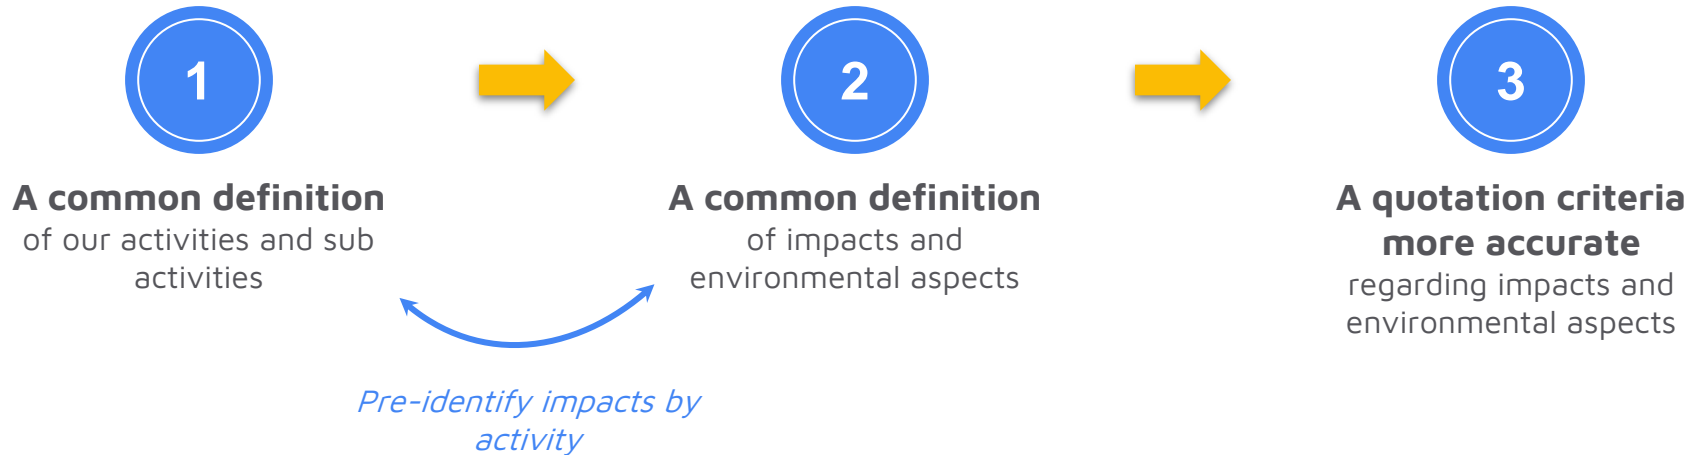 1
A common definition
of our activities and sub
activities
2
A common definition
of impacts and
environmental aspects
3
A quotation criteria
more accurate
regarding impacts and
environmental aspects
Pre-identify impacts by
activity